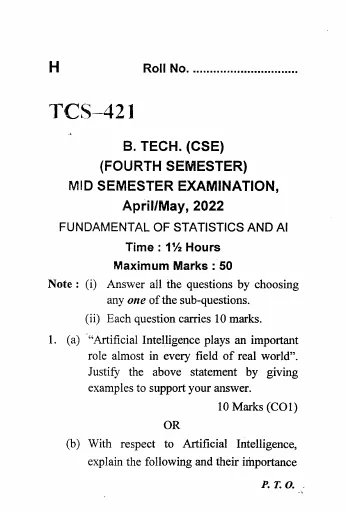 H Roll No. ...............................
TCS–421
B. TECH. (CSE)
(FOURTH SEMESTER)
MID SEMESTER EXAMINATION,
April/May, 2022
FUNDAMENTAL OF STATISTICS AND AI
Time : 1½ Hours
Maximum Marks : 50
Note : (i) Answer all the questions by choosing
any one of the sub-questions.
(ii) Each question carries 10 marks.
1. (a) “Artificial Intelligence plays an important
role almost in every field of real world”.
Justify the above statement by giving
examples to support your answer.
10 Marks (CO1)
OR
(b) With respect to Artificial Intelligence,
explain the following and their importance
P. T. O.